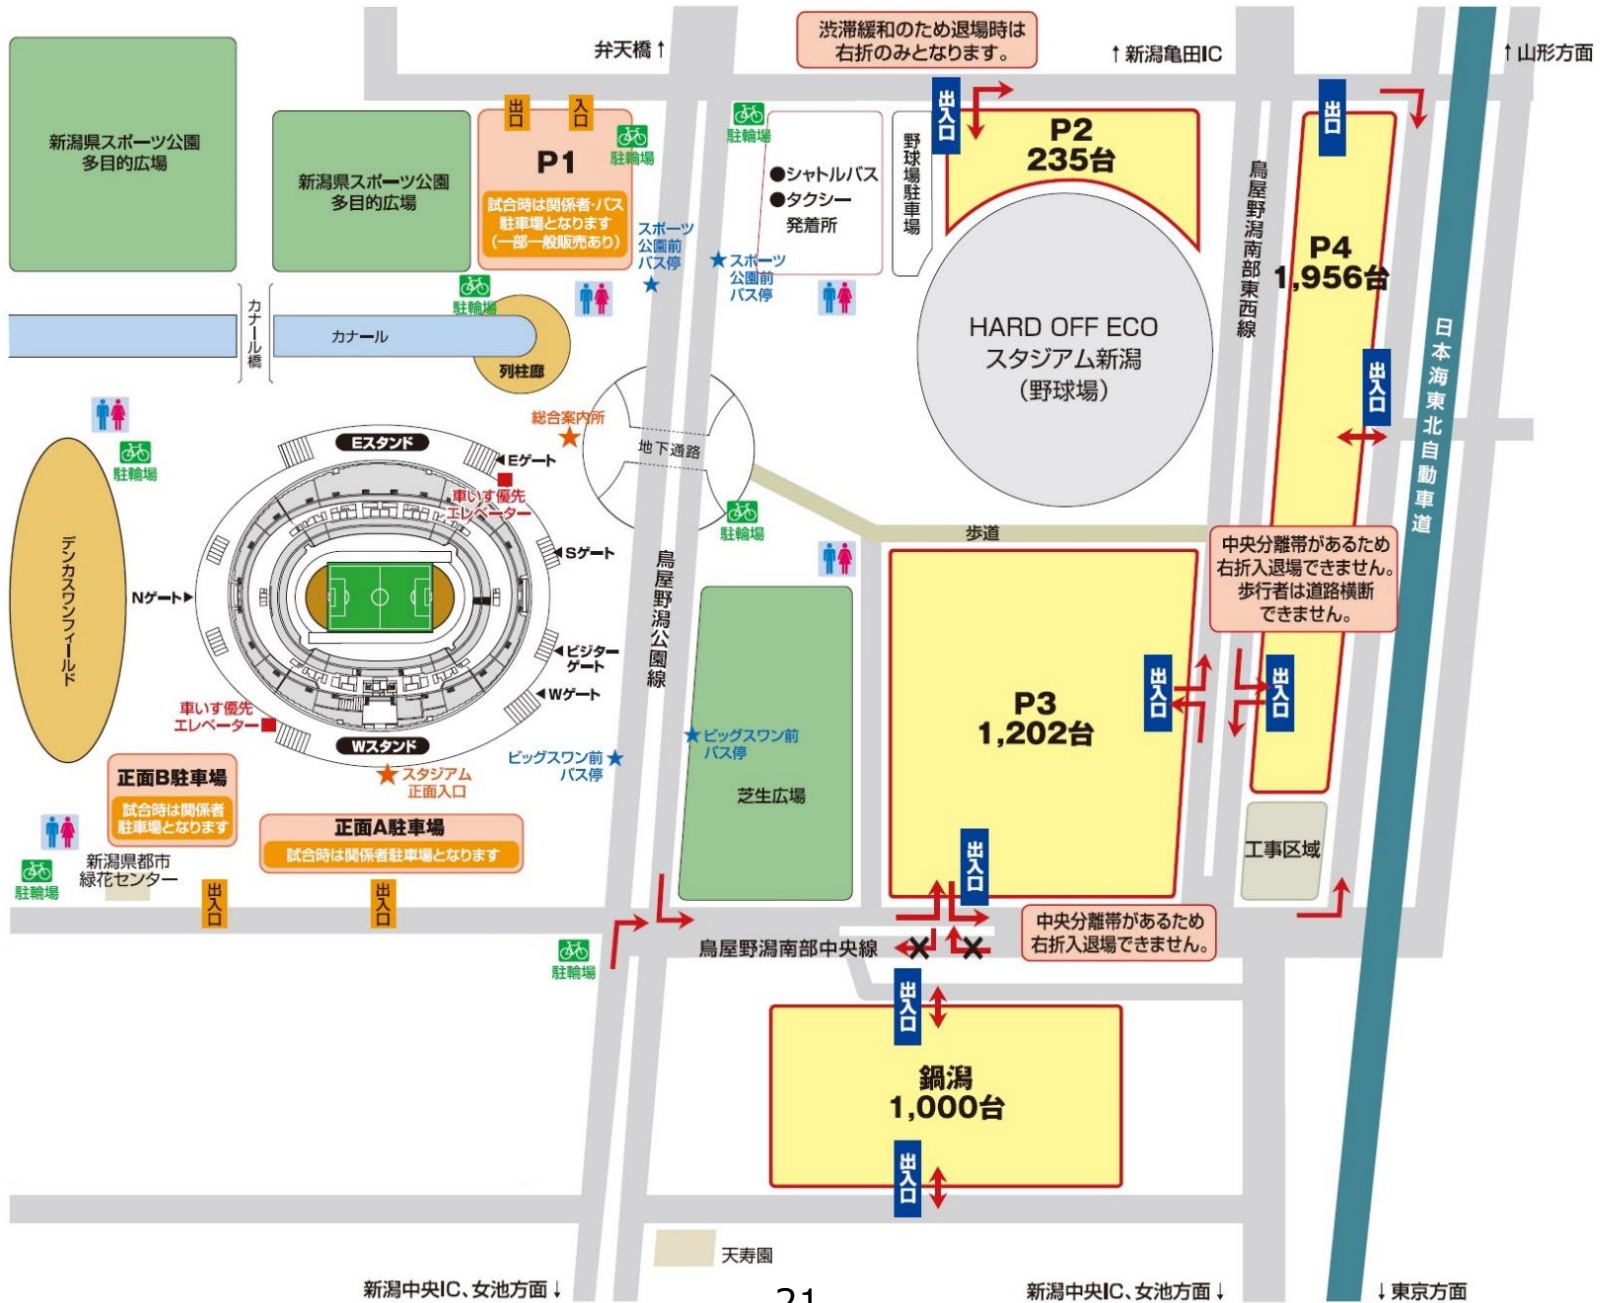 渋滞緩和のため退場時は
右折のみとなります。
弁天橋↑
↑新潟亀田IC
↑山形方面
新潟県スポーツ公園
多目的広場
新潟県スポーツ公園
多目的広場
出口
入口
P1
試合時は関係者・バス
駐車場となります
(一部一般販売あり)
駐輪場
駐輪場
●シャトルバス
●タクシー
発着所
野球場駐車場
出入口
P2
235台
出口
P4
1,956台
鳥屋野潟南部東西線
スポーツ
公園前
バス停
スポーツ
公園前
バス停
駐輪場
カナール橋
カナール
列柱廊
HARD OFF ECO
スタジアム新潟
(野球場)
出入口
日本海東北自動車道
総合案内所
地下通路
駐輪場
Eスタンド
Eゲート
車いす優先
エレベーター
駐輪場
歩道
Sゲート
デンカスワンフィールド
Nゲート
鳥屋野潟公園線
中央分離帯があるため
右折入退場できません。
歩行者は道路横断
できません。
ビジター
ゲート
Wゲート
車いす優先
エレベーター
Wスタンド
スタジアム
正面入口
ビッグスワン前
バス停
ビッグスワン前
バス停
芝生広場
P3
1,202台
出入口
出入口
正面B駐車場
試合時は関係者
駐車場となります
正面A駐車場
試合時は関係者駐車場となります
新潟県都市
緑花センター
駐輪場
出入口
出入口
出入口
工事区域
中央分離帯があるため
右折入退場できません。
鳥屋野潟南部中央線
駐輪場
出入口
鍋潟
1,000台
出入口
天寿園
新潟中央IC、女池方面↓
21
新潟中央IC、女池方面↓
↓東京方面